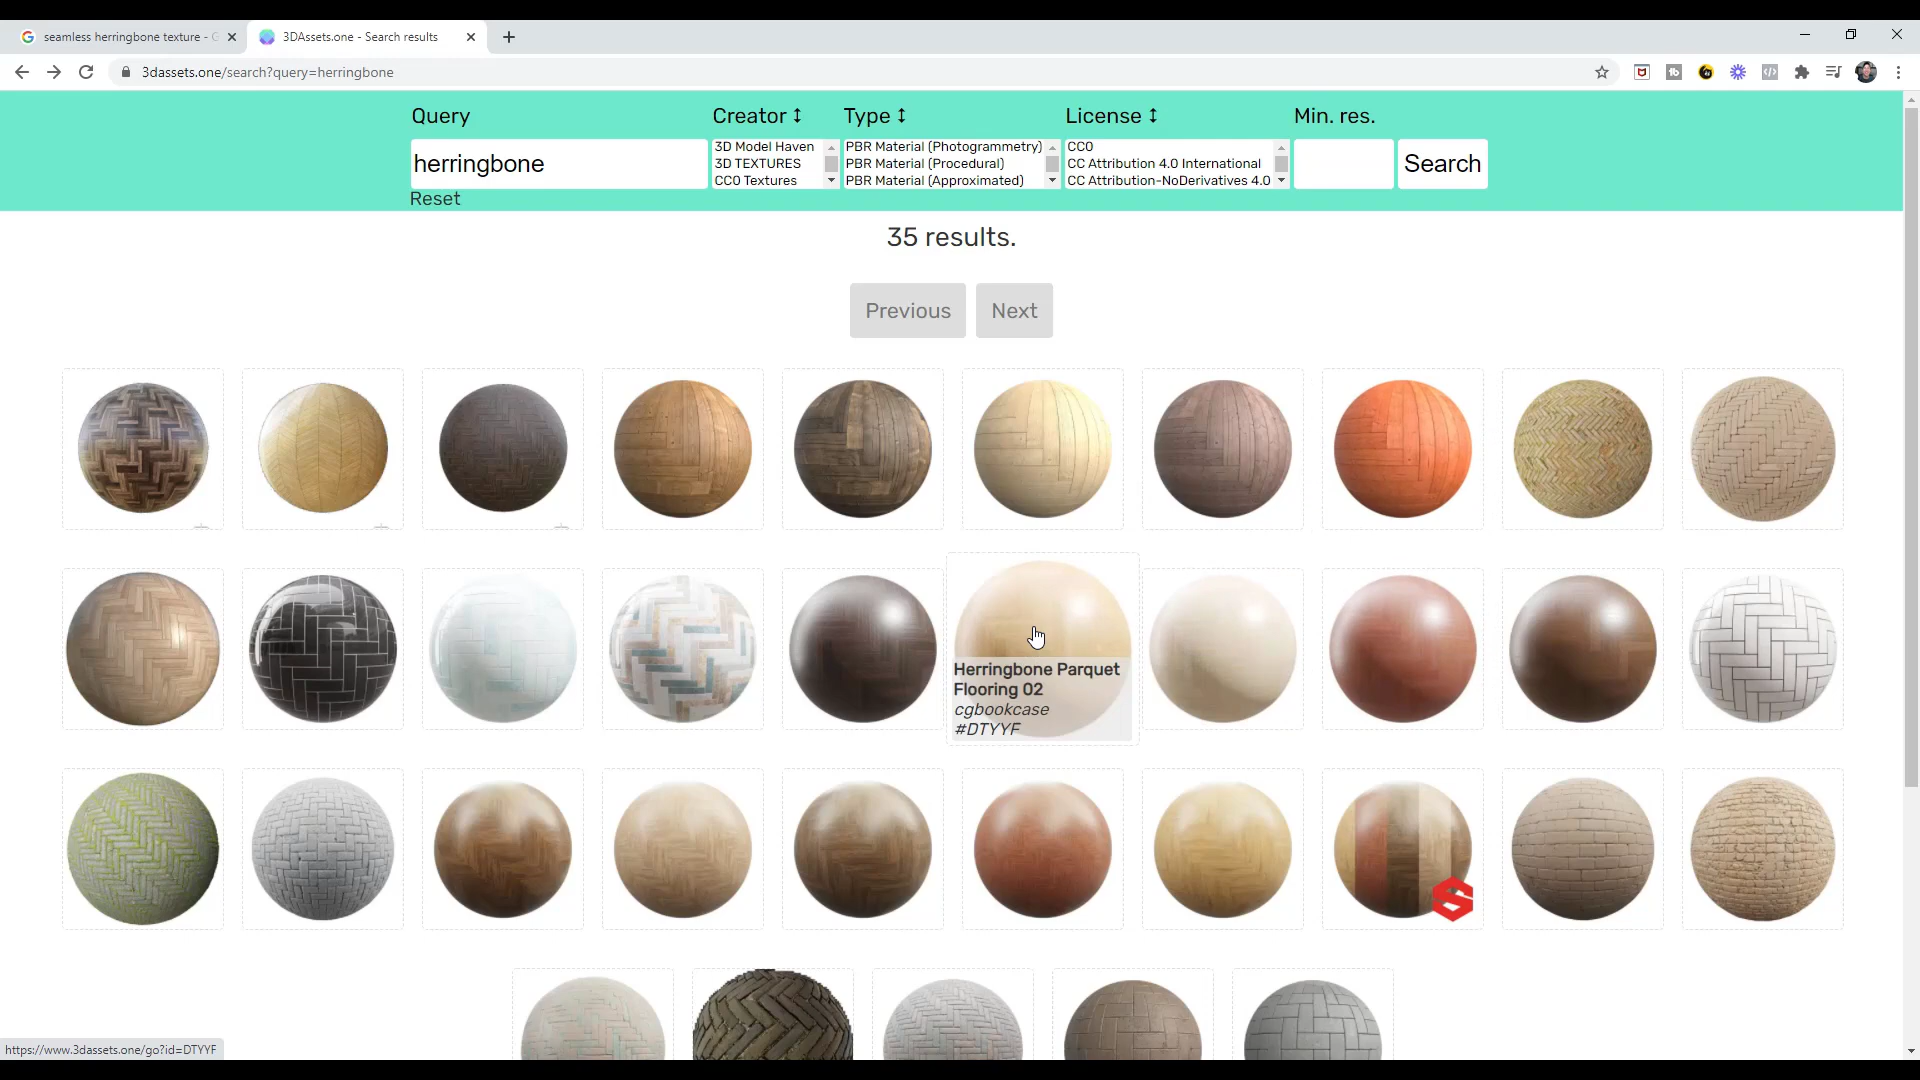 seamless herringbone texture - G
3DAssets.one - Search results
3dassets.one/search?query=herringbone
Query
Creator ↕
Type ↕
License ↕
Min. res.
herringbone
3D Model Haven
3D TEXTURES
CC0 Textures
PBR Material (Photogrammetry)
PBR Material (Procedural)
PBR Material (Approximated)
CC0
CC Attribution 4.0 International
CC Attribution-NoDerivatives 4.0
Search
Reset
35 results.
Previous
Next
Herringbone Parquet
Flooring 02
cgbookcase
#DTYYF
https://www.3dassets.one/go?id=DTYYF